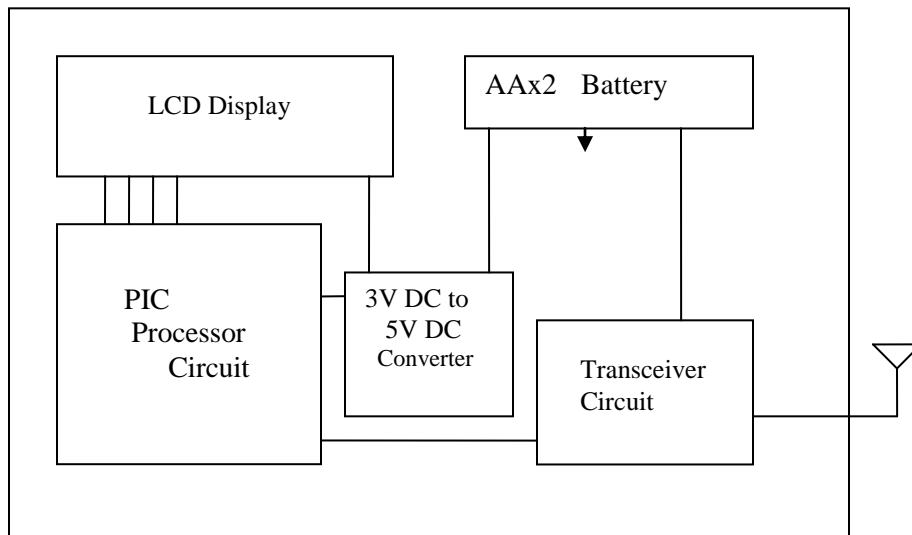 LCD Display
AAx2 Battery
PIC
Processor
Circuit
3V DC to
5V DC
Converter
Transceiver
Circuit